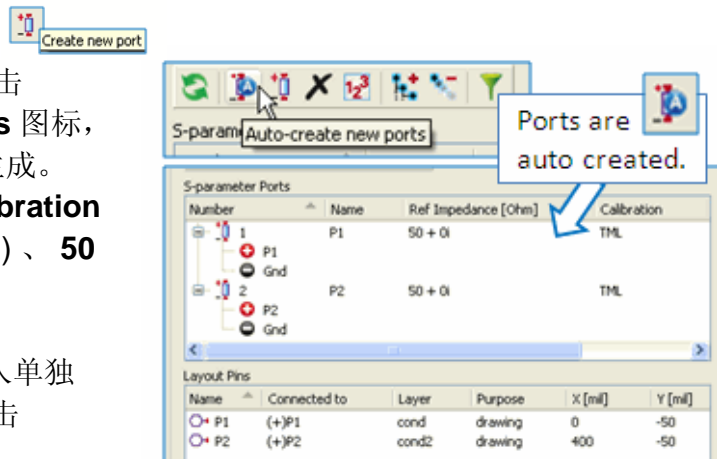 Create new port
击
s 图标，
成。
bration
) 、 50
单独
击
S-param
Auto-create new ports
Ports are
auto created.
S-parameter Ports
Number Name Ref Impedance [Ohm] Calibration
1 P1 50 + 0i TML
P1
Gnd
2 P2 50 + 0i TML
P2
Gnd
Layout Pins
Name Connected to Layer Purpose X [mil] Y [mil]
P1 (+)P1 cond drawing 0 -50
P2 (+)P2 cond2 drawing 400 -50